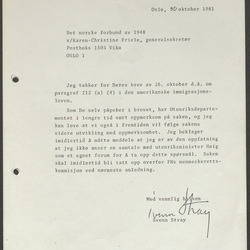 Oslo, 30 oktober 1981
Det norske forbund av 1948
v/Karen-Christine Friele, generalsekretær
Postboks 1305 Vika
OSLO 1
Jeg takker for Deres brev av 26. oktober d.å. om
paragraf 212 (a) (4) i den amerikanske immigrasjons-
loven.
Som De selv påpeker i brevet, har Utenriksdeparte-
mentet i lengre tid vært oppmerksom på saken, og jeg
kan love at vi også i fremtiden vil følge sakens
videre utvikling med oppmerksomhet. Jeg beklager
imidlertid å måtte meddele at jeg er av den oppfatning
at jeg ikke anser en samtale med utenriksminister Haig
som et egnet forum for å ta opp dette spørsmål. Saken
skal imidlertid bli tatt opp overfor FNs menneskeretts-
kommisjon ved nærmeste anledning.
Med vennlig hilsen
Svenn Stray
Svenn Stray